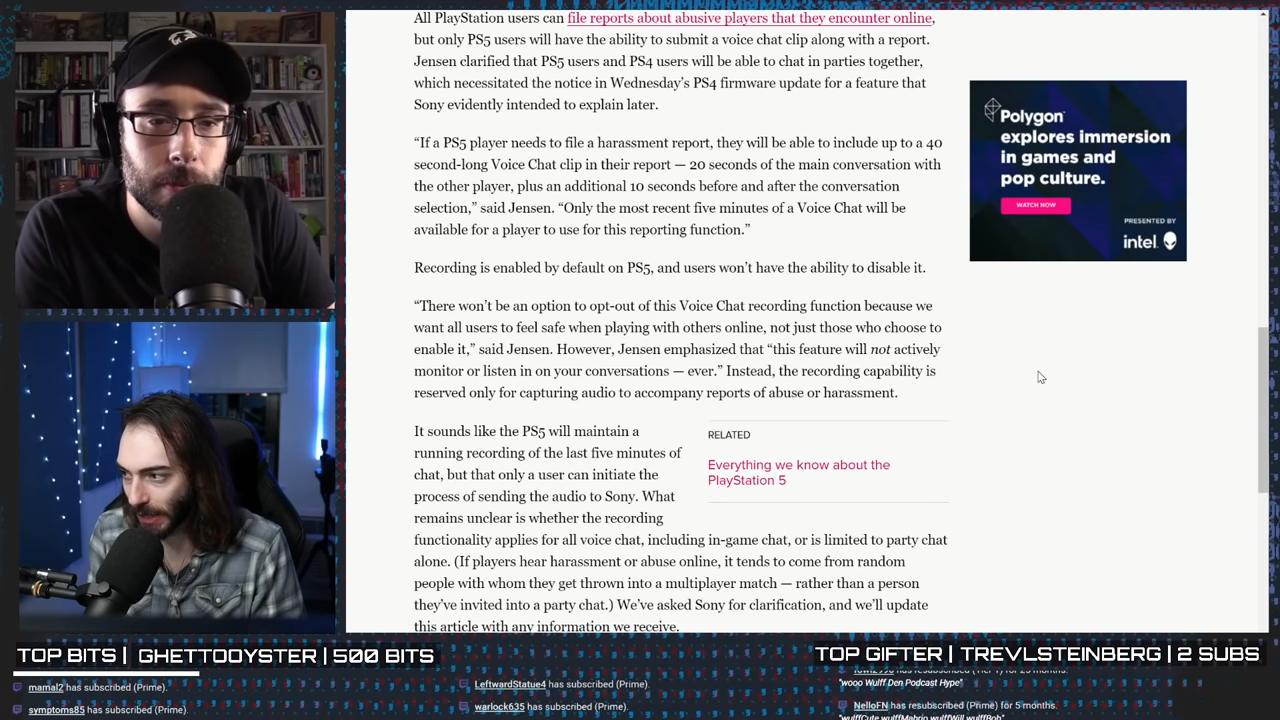 All PlayStation users can file reports about abusive players that they encounter online,
but only PS5 users will have the ability to submit a voice chat clip along with a report.
Jensen clarified that PS5 users and PS4 users will be able to chat in parties together,
which necessitated the notice in Wednesday’s PS4 firmware update for a feature that
Sony evidently intended to explain later.
“If a PS5 player needs to file a harassment report, they will be able to include up to a 40
second-long Voice Chat clip in their report — 20 seconds of the main conversation with
the other player, plus an additional 10 seconds before and after the conversation
selection,” said Jensen. “Only the most recent five minutes of a Voice Chat will be
available for a player to use for this reporting function.”
Recording is enabled by default on PS5, and users won’t have the ability to disable it.
“There won’t be an option to opt-out of this Voice Chat recording function because we
want all users to feel safe when playing with others online, not just those who choose to
enable it,” said Jensen. However, Jensen emphasized that “this feature will not actively
monitor or listen in on your conversations — ever.” Instead, the recording capability is
reserved only for capturing audio to accompany reports of abuse or harassment.
It sounds like the PS5 will maintain a
running recording of the last five minutes of
chat, but that only a user can initiate the
process of sending the audio to Sony. What
remains unclear is whether the recording
functionality applies for all voice chat, including in-game chat, or is limited to party chat
alone. (If players hear harassment or abuse online, it tends to come from random
people with whom they get thrown into a multiplayer match — rather than a person
they’ve invited into a party chat.) We’ve asked Sony for clarification, and we’ll update
this article with any information we receive.
RELATED
Everything we know about the
PlayStation 5
Polygon
explores immersion
in games and
pop culture.
WATCH NOW
PRESENTED BY
intel
TOP BITS | GHETTOOYSTER | 500 BITS
TOP GIFTER | TREVLSTEINBERG | 2 SUBS
mamal2 has subscribed (Prime).
symptoms85 has subscribed (Prime).
LeftwardStatue4 has subscribed (Prime).
warlock635 has subscribed (Prime).
"wooo Wulff Den Podcast Hype"
NelloFN has resubscribed (Prime) for 5 months.
"wulffCute wulffMabrio wulffWill wulffBob"